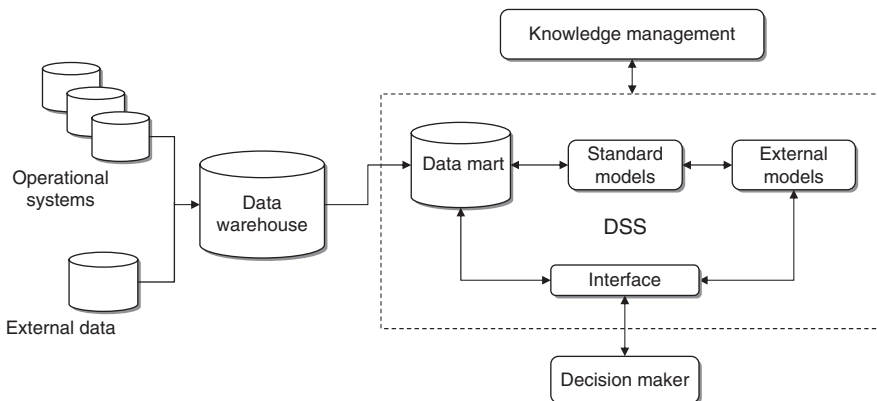 Knowledge management
Operational
systems
External data
Data
warehouse
Data mart
Standard
models
External
models
DSS
Interface
Decision maker